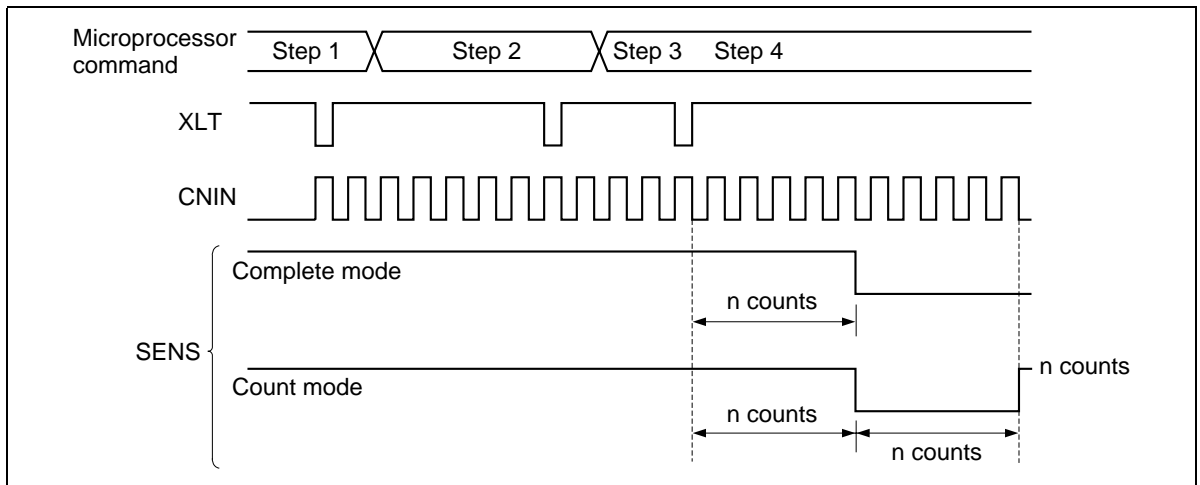 Microprocessor
command
Step 1
Step 2
Step 3
Step 4
XLT
CNIN
SENS
Complete mode
n counts
Count mode
n counts
n counts
n counts